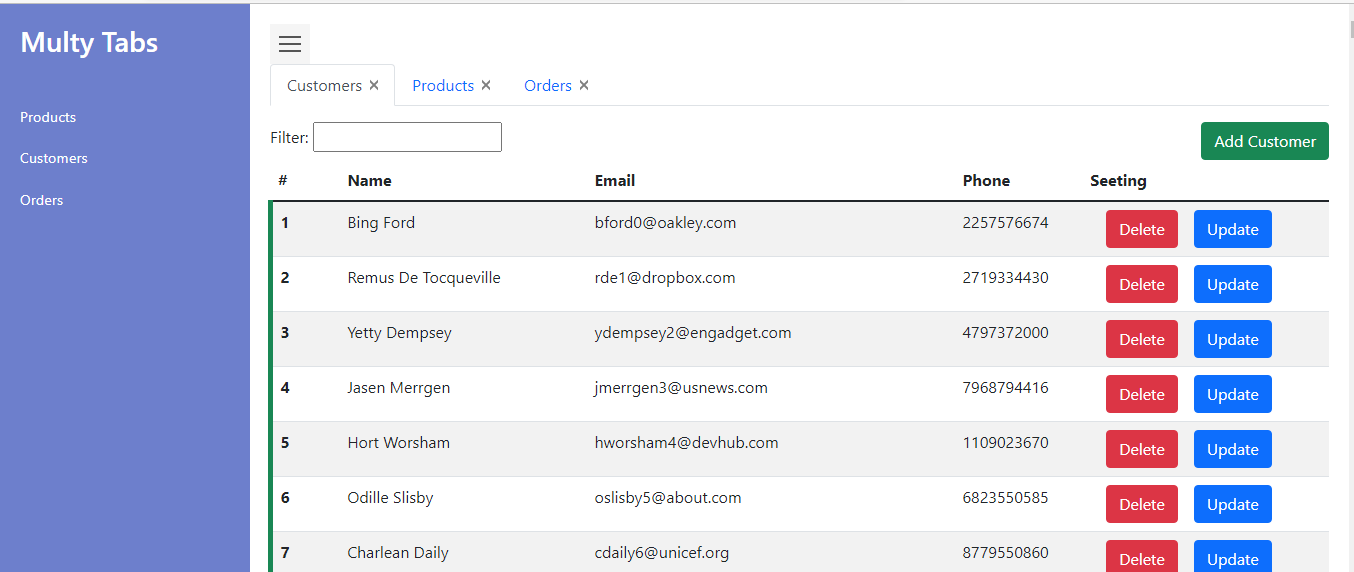 Multy Tabs
Products
Customers
Orders
Customers × Products × Orders ×
Filter:
Add Customer
# Name Email Phone Seeting
1 Bing Ford bford0@oakley.com 2257576674 Delete Update
2 Remus De Tocqueville rde1@dropbox.com 2719334430 Delete Update
3 Yetty Dempsey ydempsey2@engadget.com 4797372000 Delete Update
4 Jasen Merrgen jmerrgen3@usnews.com 7968794416 Delete Update
5 Hort Worsham hworsham4@devhub.com 1109023670 Delete Update
6 Odille Slisby oslisby5@about.com 6823550585 Delete Update
7 Charlean Daily cdaily6@unicef.org 8779550860 Delete Update